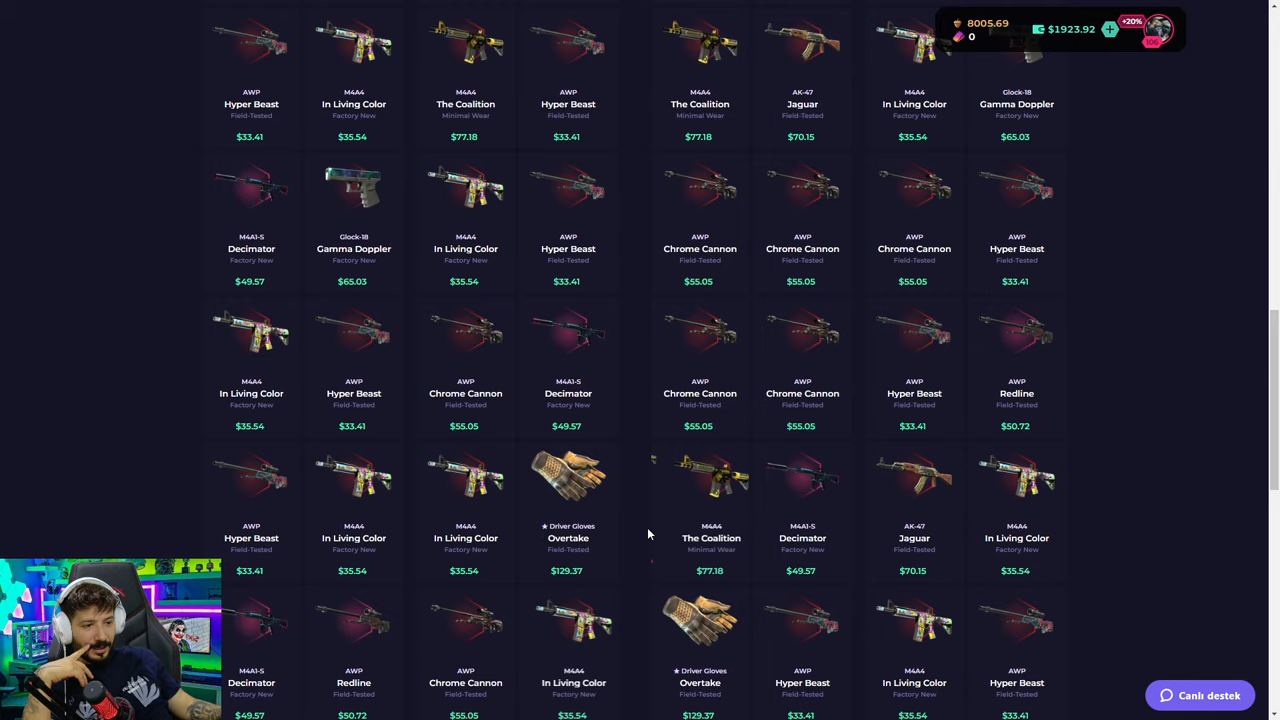 8005.69
0
$1923.92
+20%
106
AWP M4A4 M4A4 AWP M4A4 AK-47 M4A4 Glock-18
Hyper Beast In Living Color The Coalition Hyper Beast The Coalition Jaguar In Living Color Gamma Doppler
Field-Tested Factory New Minimal Wear Field-Tested Minimal Wear Field-Tested Factory New Factory New
$33.41 $35.54 $77.18 $33.41 $77.18 $70.15 $35.54 $65.03
M4A1-S Glock-18 M4A4 AWP AWP AWP AWP AWP
Decimator Gamma Doppler In Living Color Hyper Beast Chrome Cannon Chrome Cannon Chrome Cannon Hyper Beast
Factory New Factory New Factory New Field-Tested Field-Tested Field-Tested Field-Tested Field-Tested
$49.57 $65.03 $35.54 $33.41 $55.05 $55.05 $55.05 $33.41
M4A4 AWP AWP M4A1-S AWP AWP AWP AWP
In Living Color Hyper Beast Chrome Cannon Decimator Chrome Cannon Chrome Cannon Hyper Beast Redline
Factory New Field-Tested Field-Tested Factory New Field-Tested Field-Tested Field-Tested Field-Tested
$35.54 $33.41 $55.05 $49.57 $55.05 $55.05 $33.41 $50.72
AWP M4A4 M4A4 ★ Driver Gloves M4A4 M4A1-S AK-47 M4A4
Hyper Beast In Living Color In Living Color Overtake The Coalition Decimator Jaguar In Living Color
Field-Tested Factory New Factory New Field-Tested Minimal Wear Factory New Field-Tested Factory New
$33.41 $35.54 $35.54 $129.37 $77.18 $49.57 $70.15 $35.54
M4A1-S AWP AWP M4A4 ★ Driver Gloves AWP M4A4 AWP
Decimator Redline Chrome Cannon In Living Color Overtake Hyper Beast In Living Color Hyper Beast
Factory New Field-Tested Field-Tested Factory New Field-Tested Field-Tested Factory New Field-Tested
$49.57 $50.72 $55.05 $35.54 $129.37 $33.41 $35.54 $33.41
Canlı destek